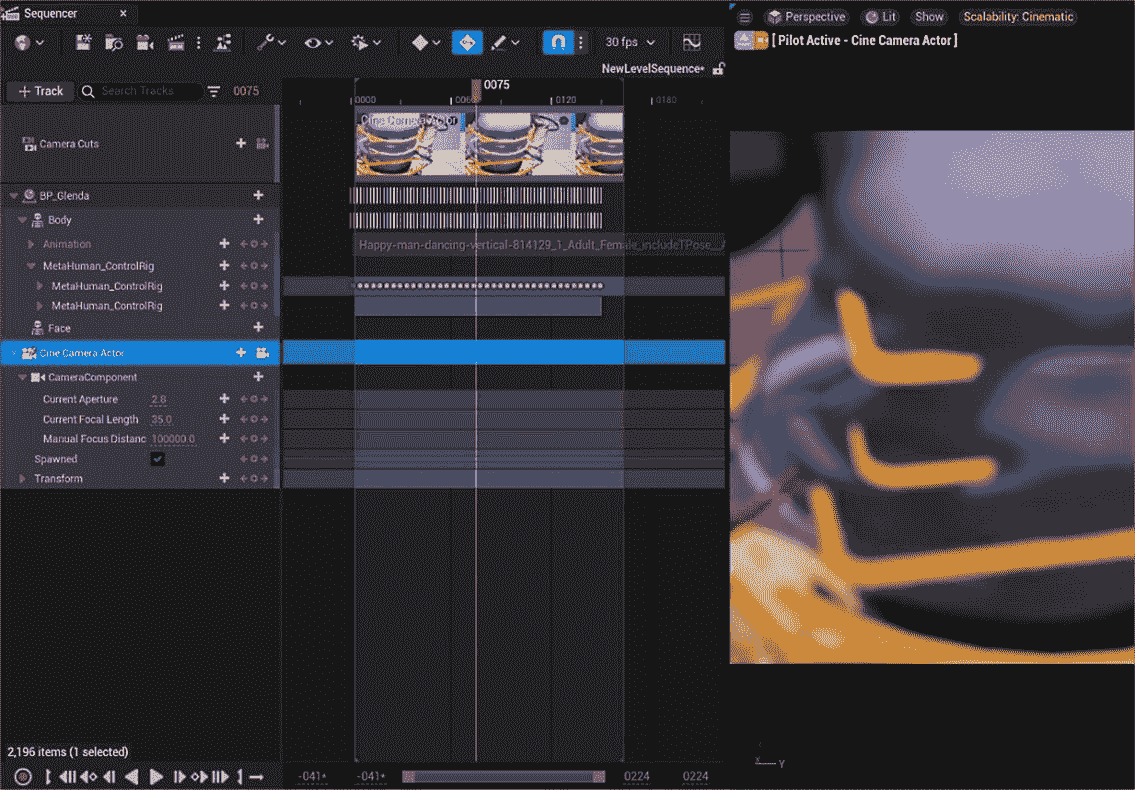 Sequencer
Perspective Lit Show Scalability: Cinematic
[ Pilot Active - Cine Camera Actor ]
30 fps
NewLevelSequence*
+ Track Search Tracks 0075
0075
0000 0120 0180
Camera Cuts
Cine Camera Actor
BP_Glenda
Body
Animation
Happy-man-dancing-vertical-814129_1_Adult_Female_includeTPose_
MetaHuman_ControlRig
MetaHuman_ControlRig
MetaHuman_ControlRig
Face
Cine Camera Actor
CameraComponent
Current Aperture 2.8
Current Focal Length 35.0
Manual Focus Distanc 100000.0
Spawned
Transform
2,196 items (1 selected)
-041* -041* 0224 0224
Y